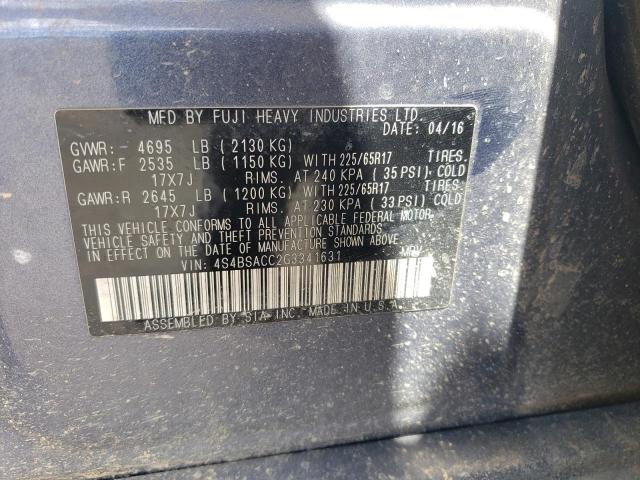 MFD BY FUJI HEAVY INDUSTRIES LTD.
DATE: 04/16
GVWR:- 4695 LB ( 2130 KG)
GAWR:F 2535 LB ( 1150 KG) WITH 225/65R17 TIRES.
17X7J RIMS. AT 240 KPA ( 35 PSI) COLD
GAWR:R 2645 LB ( 1200 KG) WITH 225/65R17 TIRES.
17X7J RIMS. AT 230 KPA ( 33 PSI) COLD
THIS VEHICLE CONFORMS TO ALL APPLICABLE FEDERAL MOTOR
VEHICLE SAFETY AND THEFT PREVENTION STANDARDS
IN EFFECT ON THE DATE OF MANUFACTURE SHOWN ABOVE.
VIN: 4S4BSACC2G3341631 MPV
ASSEMBLED BY SIA INC. MADE IN U.S.A.